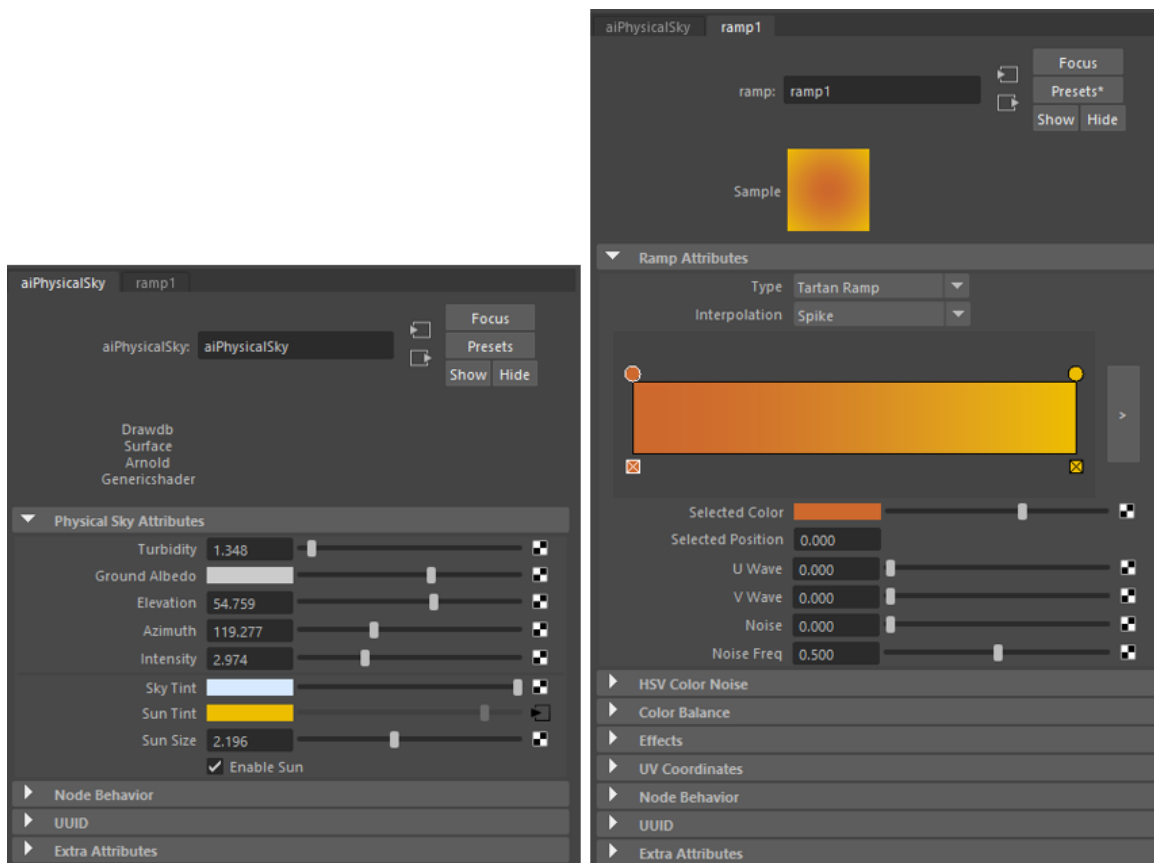 aiPhysicalSky ramp1
Focus
aiPhysicalSky: aiPhysicalSky
Presets
Show Hide
Drawdb
Surface
Arnold
Genericshader
Physical Sky Attributes
Turbidity 1.348
Ground Albedo
Elevation 54.759
Azimuth 119.277
Intensity 2.974
Sky Tint
Sun Tint
Sun Size 2.196
Enable Sun
Node Behavior
UUID
Extra Attributes
aiPhysicalSky ramp1
Focus
ramp: ramp1
Presets*
Show Hide
Sample
Ramp Attributes
Type Tartan Ramp
Interpolation Spike
>
Selected Color
Selected Position 0.000
U Wave 0.000
V Wave 0.000
Noise 0.000
Noise Freq 0.500
HSV Color Noise
Color Balance
Effects
UV Coordinates
Node Behavior
UUID
Extra Attributes